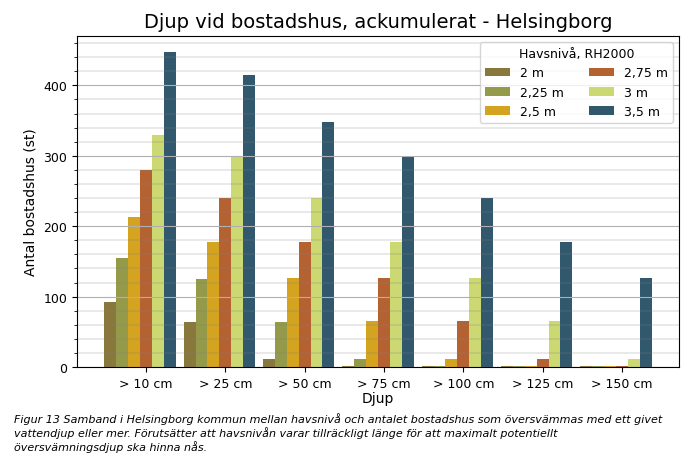 Djup vid bostadshus, ackumulerat - Helsingborg
Havsnivå, RH2000
2 m
2,25 m
2,5 m
2,75 m
3 m
3,5 m
Antal bostadshus (st)
400
300
200
100
0
> 10 cm
> 25 cm
> 50 cm
> 75 cm
> 100 cm
> 125 cm
> 150 cm
Djup
Figur 13 Samband i Helsingborg kommun mellan havsnivå och antalet bostadshus som översvämmas med ett givet
vattendjup eller mer. Förutsätter att havsnivån varar tillräckligt länge för att maximalt potentiellt
översvämningsdjup ska hinna nås.